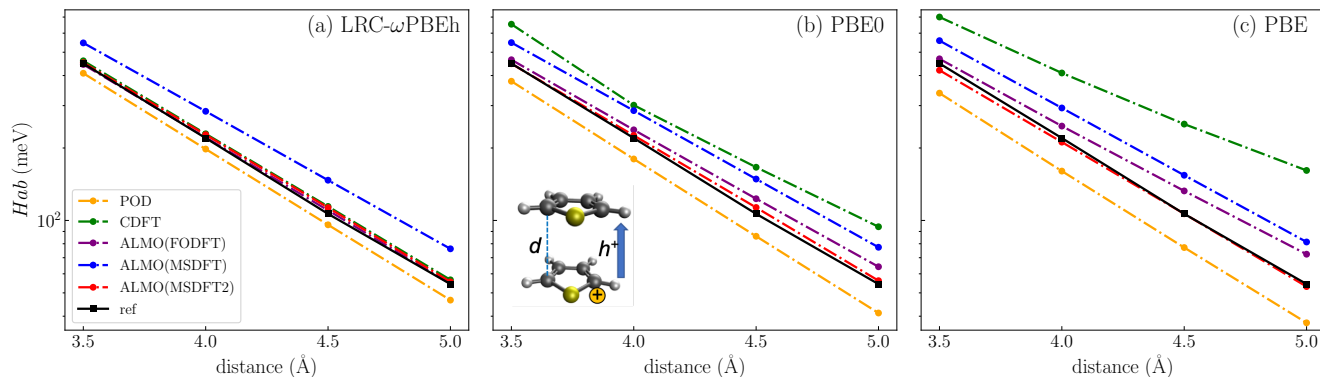 (a) LRC-ωPBEh
(b) PBE0
(c) PBE
Hab (meV)
10²
POD
CDFT
ALMO(FODFT)
ALMO(MSDFT)
ALMO(MSDFT2)
ref
d
h⁺
+
3.5 4.0 4.5 5.0
3.5 4.0 4.5 5.0
3.5 4.0 4.5 5.0
distance (Å)
distance (Å)
distance (Å)